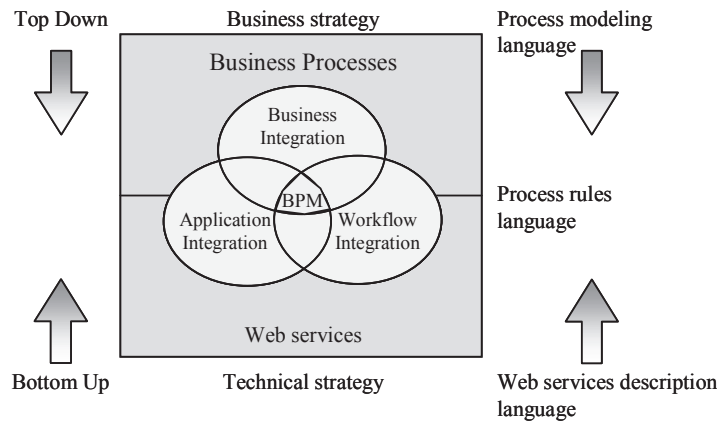 Top Down
Business strategy
Process modeling
language
Business Processes
Business
Integration
BPM
Application
Integration
Workflow
Integration
Process rules
language
Web services
Bottom Up
Technical strategy
Web services description
language